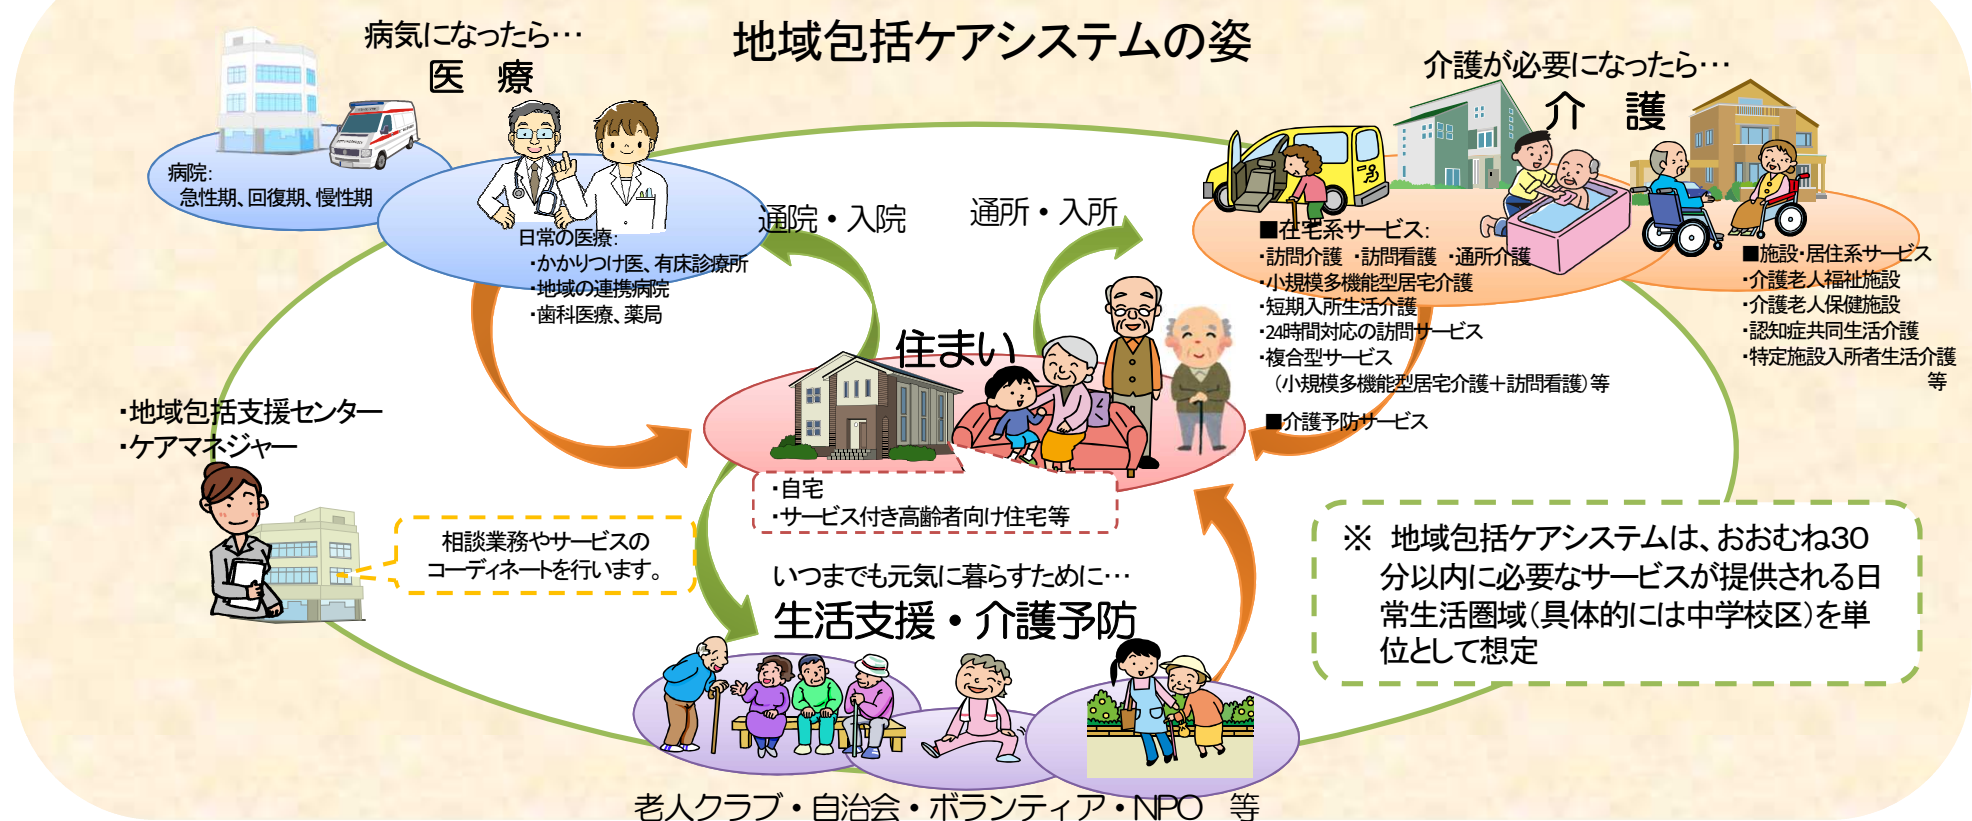 地域包括ケアシステムの姿
病気になったら…
医 療
病院:
急性期、回復期、慢性期
日常の医療:
・かかりつけ医、有床診療所
・地域の連携病院
・歯科医療、薬局
通院・入院
通所・入所
介護が必要になったら…
介 護
■在宅系サービス:
・訪問介護 ・訪問看護 ・通所介護
・小規模多機能型居宅介護
・短期入所生活介護
・24時間対応の訪問サービス
・複合型サービス
（小規模多機能型居宅介護＋訪問看護）等
■介護予防サービス
■施設・居住系サービス
・介護老人福祉施設
・介護老人保健施設
・認知症共同生活介護
・特定施設入所者生活介護
等
住まい
・自宅
・サービス付き高齢者向け住宅等
・地域包括支援センター
・ケアマネジャー
相談業務やサービスの
コーディネートを行います。
いつまでも元気に暮らすために…
生活支援・介護予防
老人クラブ・自治会・ボランティア・NPO 等
※ 地域包括ケアシステムは、おおむね30
分以内に必要なサービスが提供される日
常生活圏域（具体的には中学校区）を単
位として想定